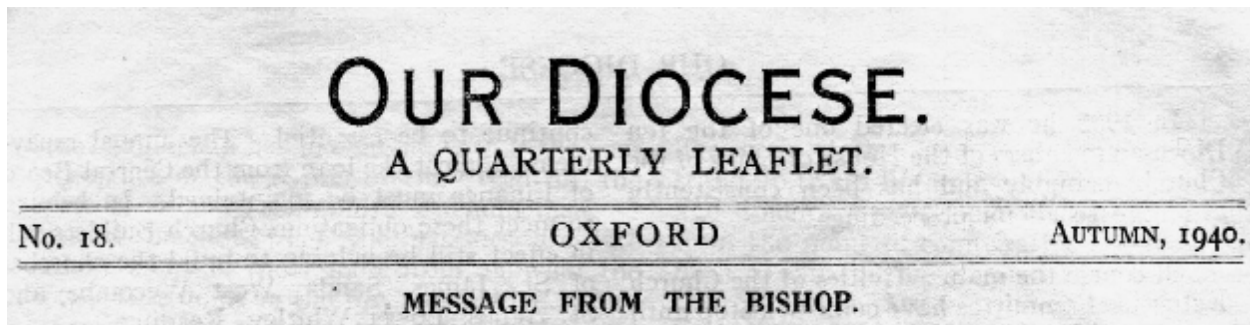 OUR DIOCESE.
A QUARTERLY LEAFLET.
No. 18. OXFORD AUTUMN, 1940.
MESSAGE FROM THE BISHOP.